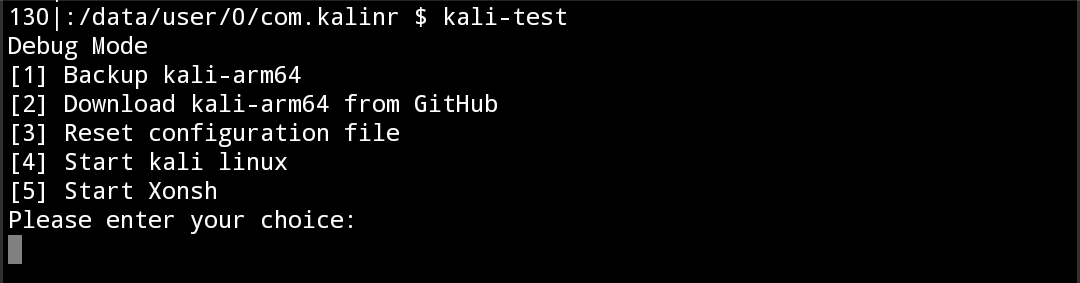 130|:/data/user/0/com.kalinr $ kali-test
Debug Mode
[1] Backup kali-arm64
[2] Download kali-arm64 from GitHub
[3] Reset configuration file
[4] Start kali linux
[5] Start Xonsh
Please enter your choice: